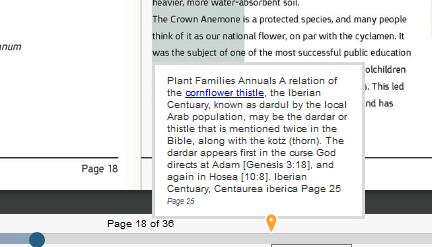 heavier, more water-absorbent soil.
The Crown Anemone is a protected species, and many people
think of it as our national flower, on par with the cyclamen. It
was the subject of one of the most successful public education
num
olchildren
s. This led
nd has
Plant Families Annuals A relation of
the cornflower thistle, the Iberian
Centuary, known as dardul by the local
Arab population, may be the dardar or
thistle that is mentioned twice in the
Bible, along with the kotz (thorn). The
dardar appears first in the curse God
directs at Adam [Genesis 3:18], and
again in Hosea [10:8]. Iberian
Centuary, Centaurea iberica Page 25
Page 25
Page 18
Page 18 of 36